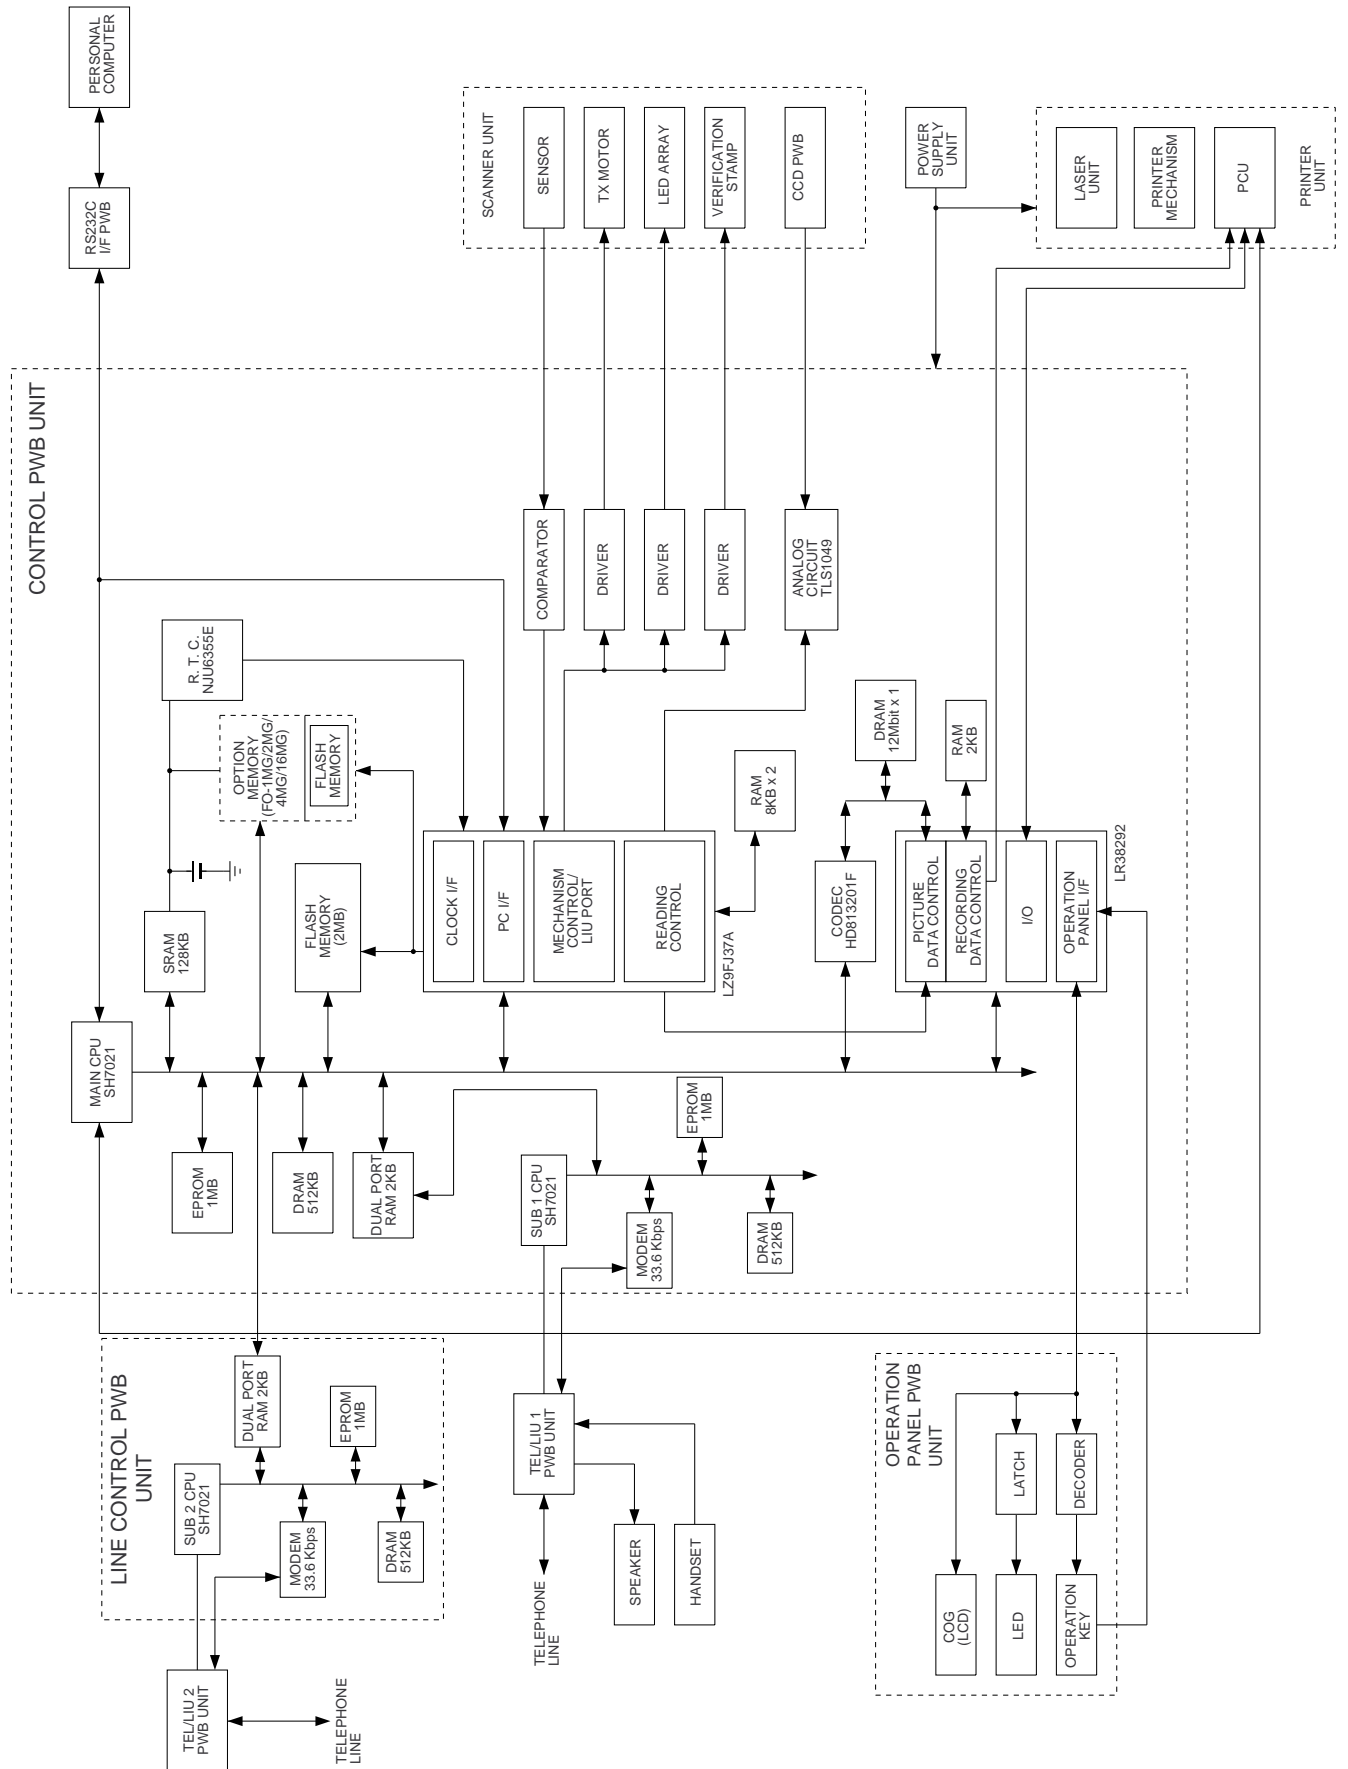 PERSONAL
COMPUTER
RS232C
I/F PWB
SCANNER UNIT
SENSOR
TX MOTOR
LED ARRAY
VERIFICATION
STAMP
CCD PWB
POWER
SUPPLY
UNIT
LASER
UNIT
PRINTER
MECHANISM
PCU
PRINTER
UNIT
CONTROL PWB UNIT
R. T. C.
NJU6355E
COMPARATOR
DRIVER
DRIVER
DRIVER
ANALOG
CIRCUIT
TLS1049
OPTION
MEMORY
(FO-1MG/2MG/
4MG/16MG)
FLASH
MEMORY
RAM
8KB x 2
DRAM
12Mbit x 1
RAM
2KB
SRAM
128KB
FLASH
MEMORY
(2MB)
CLOCK I/F
PC I/F
MECHANISM
CONTROL/
LIU PORT
READING
CONTROL
LZ9FJ37A
CODEC
HD813201F
PICTURE
DATA CONTROL
RECORDING
DATA CONTROL
I/O
OPERATION
PANEL I/F
LR38292
MAIN CPU
SH7021
EPROM
1MB
DRAM
512KB
DUAL PORT
RAM 2KB
SUB 1 CPU
SH7021
EPROM
1MB
MODEM
33.6 Kbps
DRAM
512KB
LINE CONTROL PWB
UNIT
DUAL PORT
RAM 2KB
EPROM
1MB
SUB 2 CPU
SH7021
MODEM
33.6 Kbps
DRAM
512KB
TEL/LIU 2
PWB UNIT
TELEPHONE
LINE
TEL/LIU 1
PWB UNIT
TELEPHONE
LINE
SPEAKER
HANDSET
OPERATION
PANEL PWB
UNIT
LATCH
DECODER
COG
(LCD)
LED
OPERATION
KEY